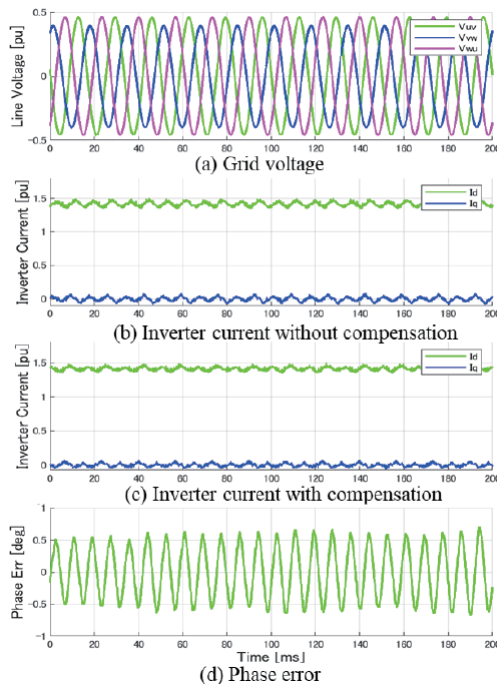 Line Voltage [pu]
0.5
0
-0.5
Vuv
Vvw
Vwu
0 20 40 60 80 100 120 140 160 180 200
(a) Grid voltage
Inverter Current [pu]
1.5
1
0.5
0
Id
Iq
0 20 40 60 80 100 120 140 160 180 200
(b) Inverter current without compensation
Inverter Current [pu]
1.5
1
0.5
0
Id
Iq
0 20 40 60 80 100 120 140 160 180 200
(c) Inverter current with compensation
Phase Err [deg]
1
0.5
0
-0.5
-1
0 20 40 60 80 100 120 140 160 180 200
Time [ms]
(d) Phase error